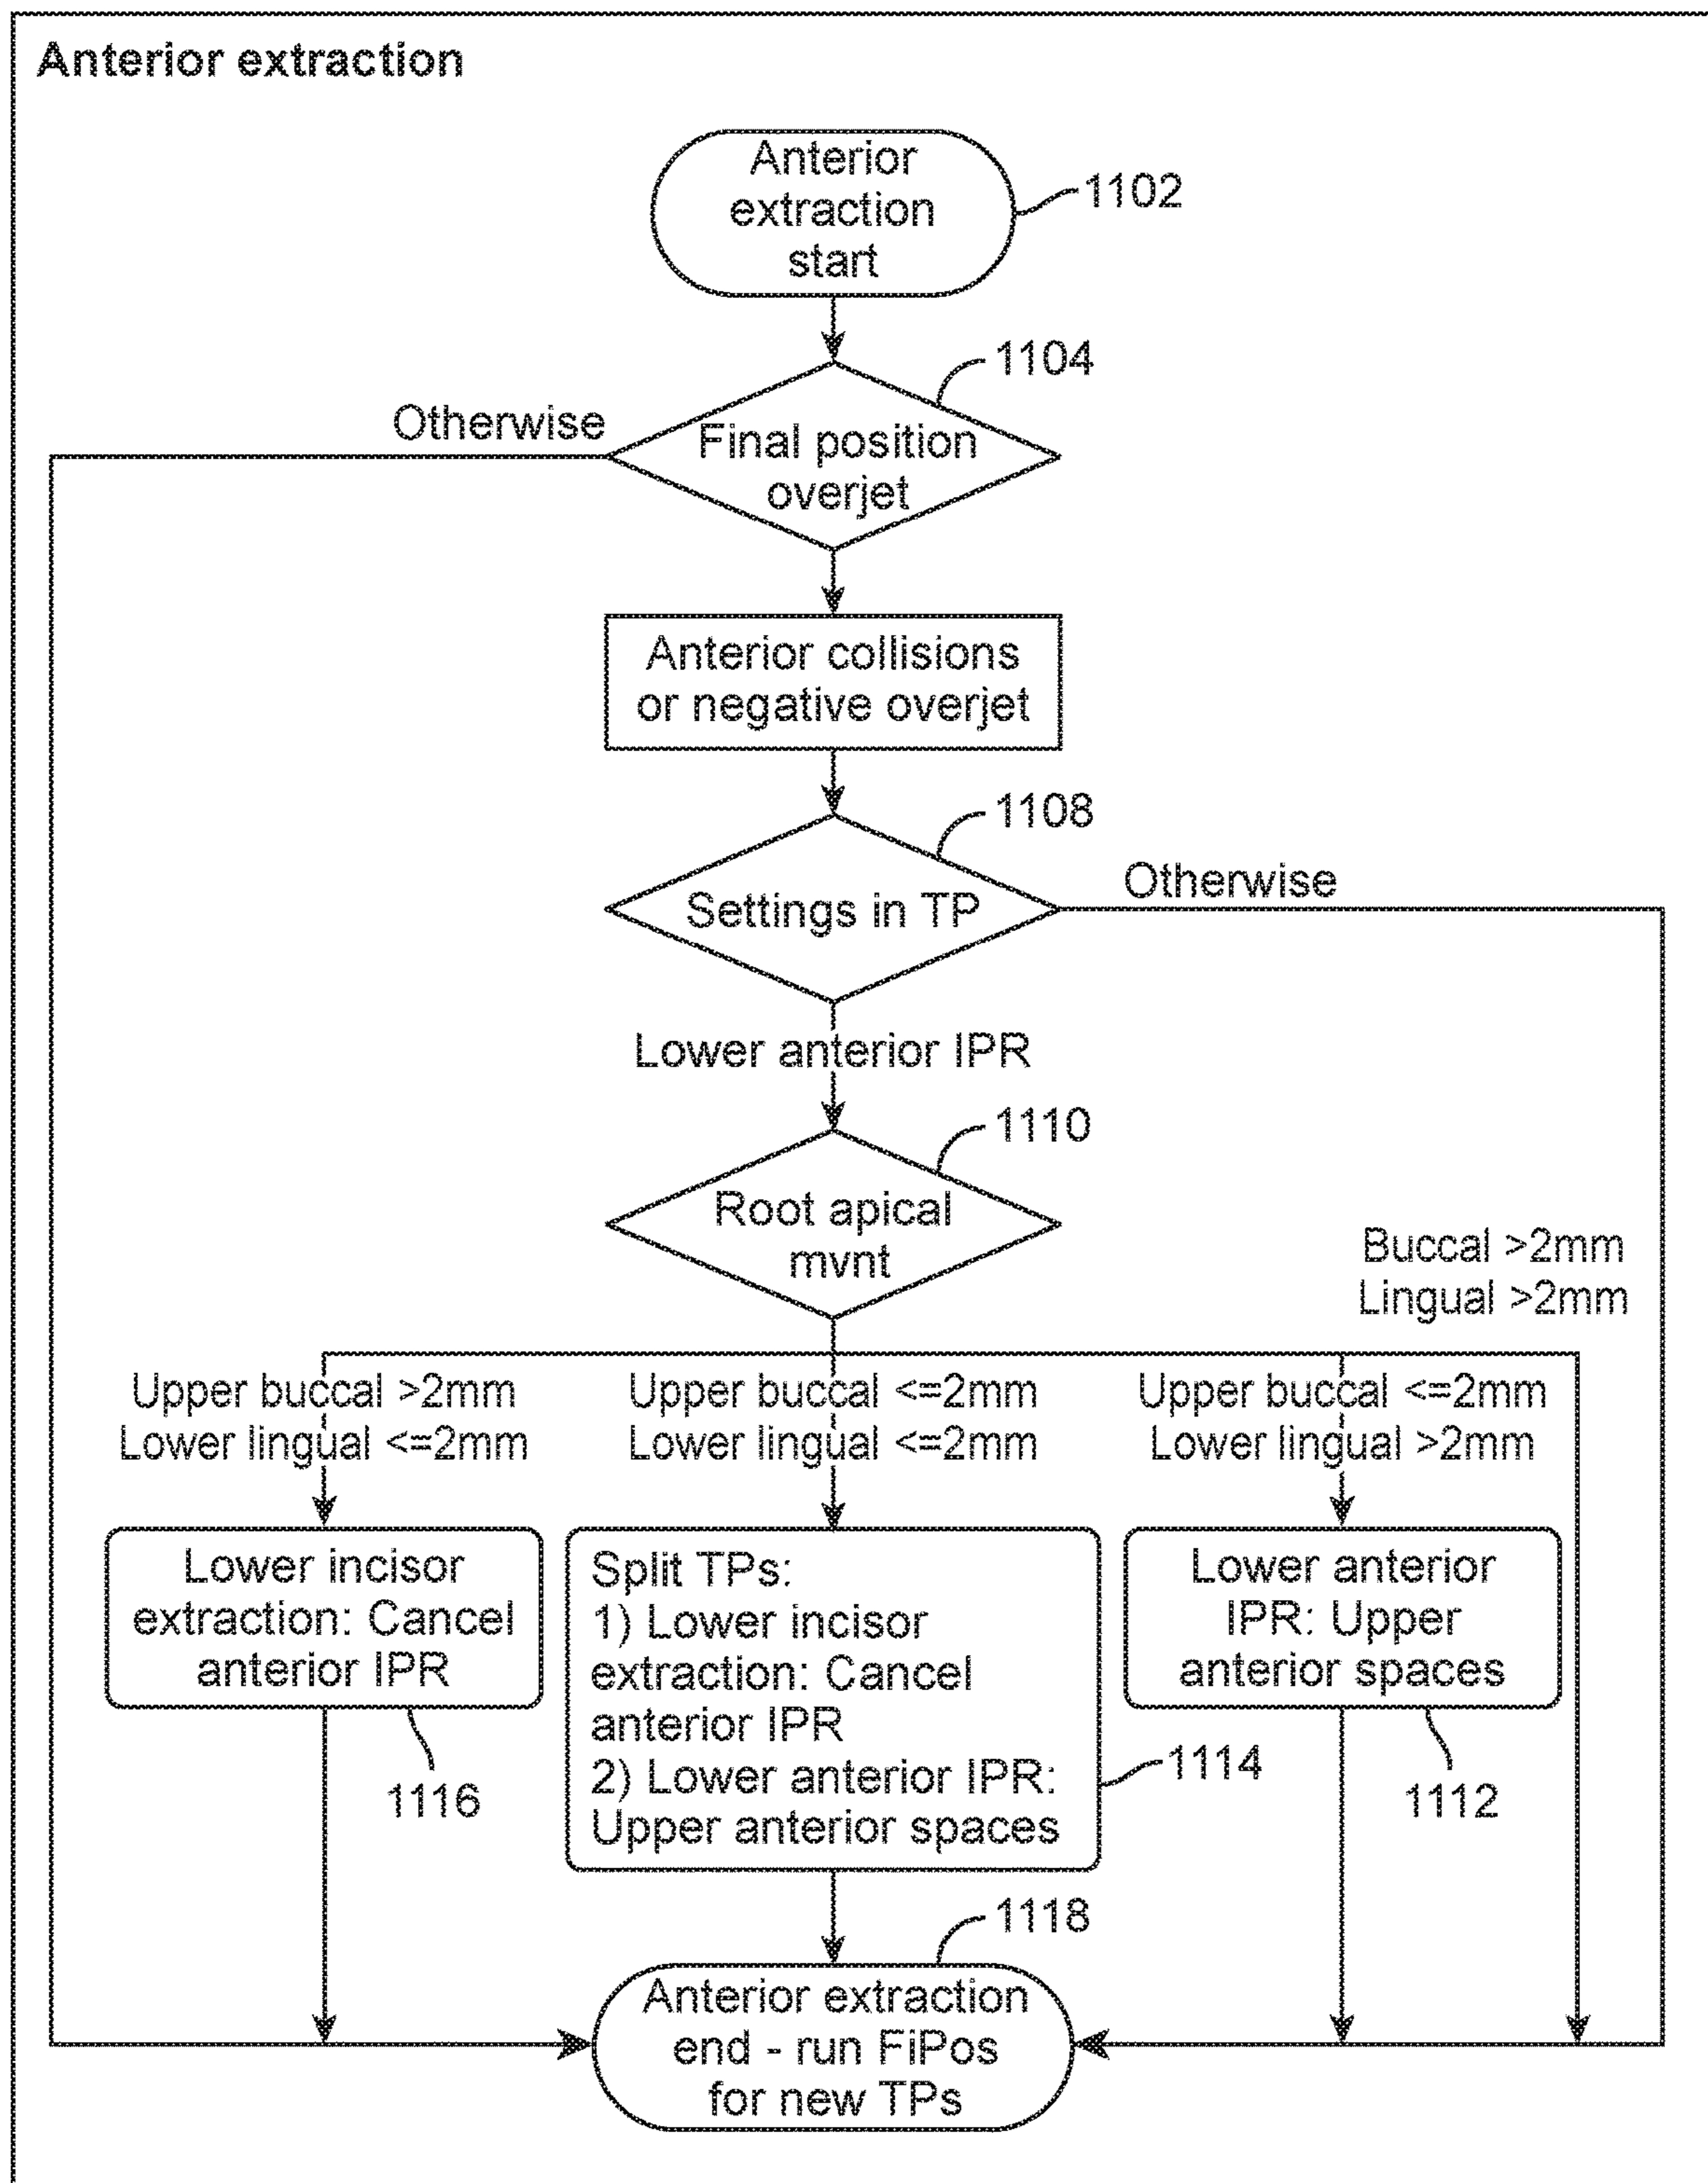 Anterior extraction
Anterior
extraction
start
1102
1104
Otherwise
Final position
overjet
Anterior collisions
or negative overjet
1108
Otherwise
Settings in TP
Lower anterior IPR
1110
Root apical
mvnt
Buccal >2mm
Lingual >2mm
Upper buccal >2mm
Lower lingual <=2mm
Upper buccal <=2mm
Lower lingual <=2mm
Upper buccal <=2mm
Lower lingual >2mm
Lower incisor
extraction: Cancel
anterior IPR
1116
Split TPs:
1) Lower incisor
extraction: Cancel
anterior IPR
2) Lower anterior IPR:
Upper anterior spaces
1114
Lower anterior
IPR: Upper
anterior spaces
1112
1118
Anterior extraction
end - run FiPos
for new TPs